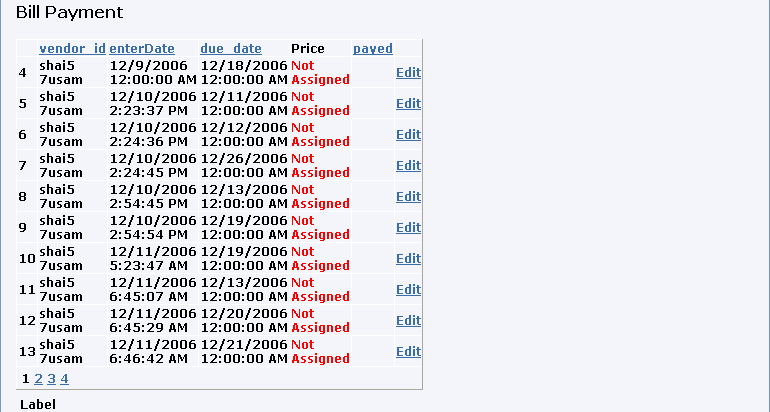 Bill Payment
vendor_id enterDate due_date Price payed
4 shai5 7usam 12/9/2006 12:00:00 AM 12/18/2006 12:00:00 AM Not Assigned Edit
5 shai5 7usam 12/10/2006 2:23:37 PM 12/11/2006 12:00:00 AM Not Assigned Edit
6 shai5 7usam 12/10/2006 2:24:36 PM 12/12/2006 12:00:00 AM Not Assigned Edit
7 shai5 7usam 12/10/2006 2:24:45 PM 12/26/2006 12:00:00 AM Not Assigned Edit
8 shai5 7usam 12/10/2006 2:54:45 PM 12/13/2006 12:00:00 AM Not Assigned Edit
9 shai5 7usam 12/10/2006 2:54:54 PM 12/19/2006 12:00:00 AM Not Assigned Edit
10 shai5 7usam 12/11/2006 5:23:47 AM 12/19/2006 12:00:00 AM Not Assigned Edit
11 shai5 7usam 12/11/2006 6:45:07 AM 12/13/2006 12:00:00 AM Not Assigned Edit
12 shai5 7usam 12/11/2006 6:45:29 AM 12/20/2006 12:00:00 AM Not Assigned Edit
13 shai5 7usam 12/11/2006 6:46:42 AM 12/21/2006 12:00:00 AM Not Assigned Edit
1 2 3 4
Label